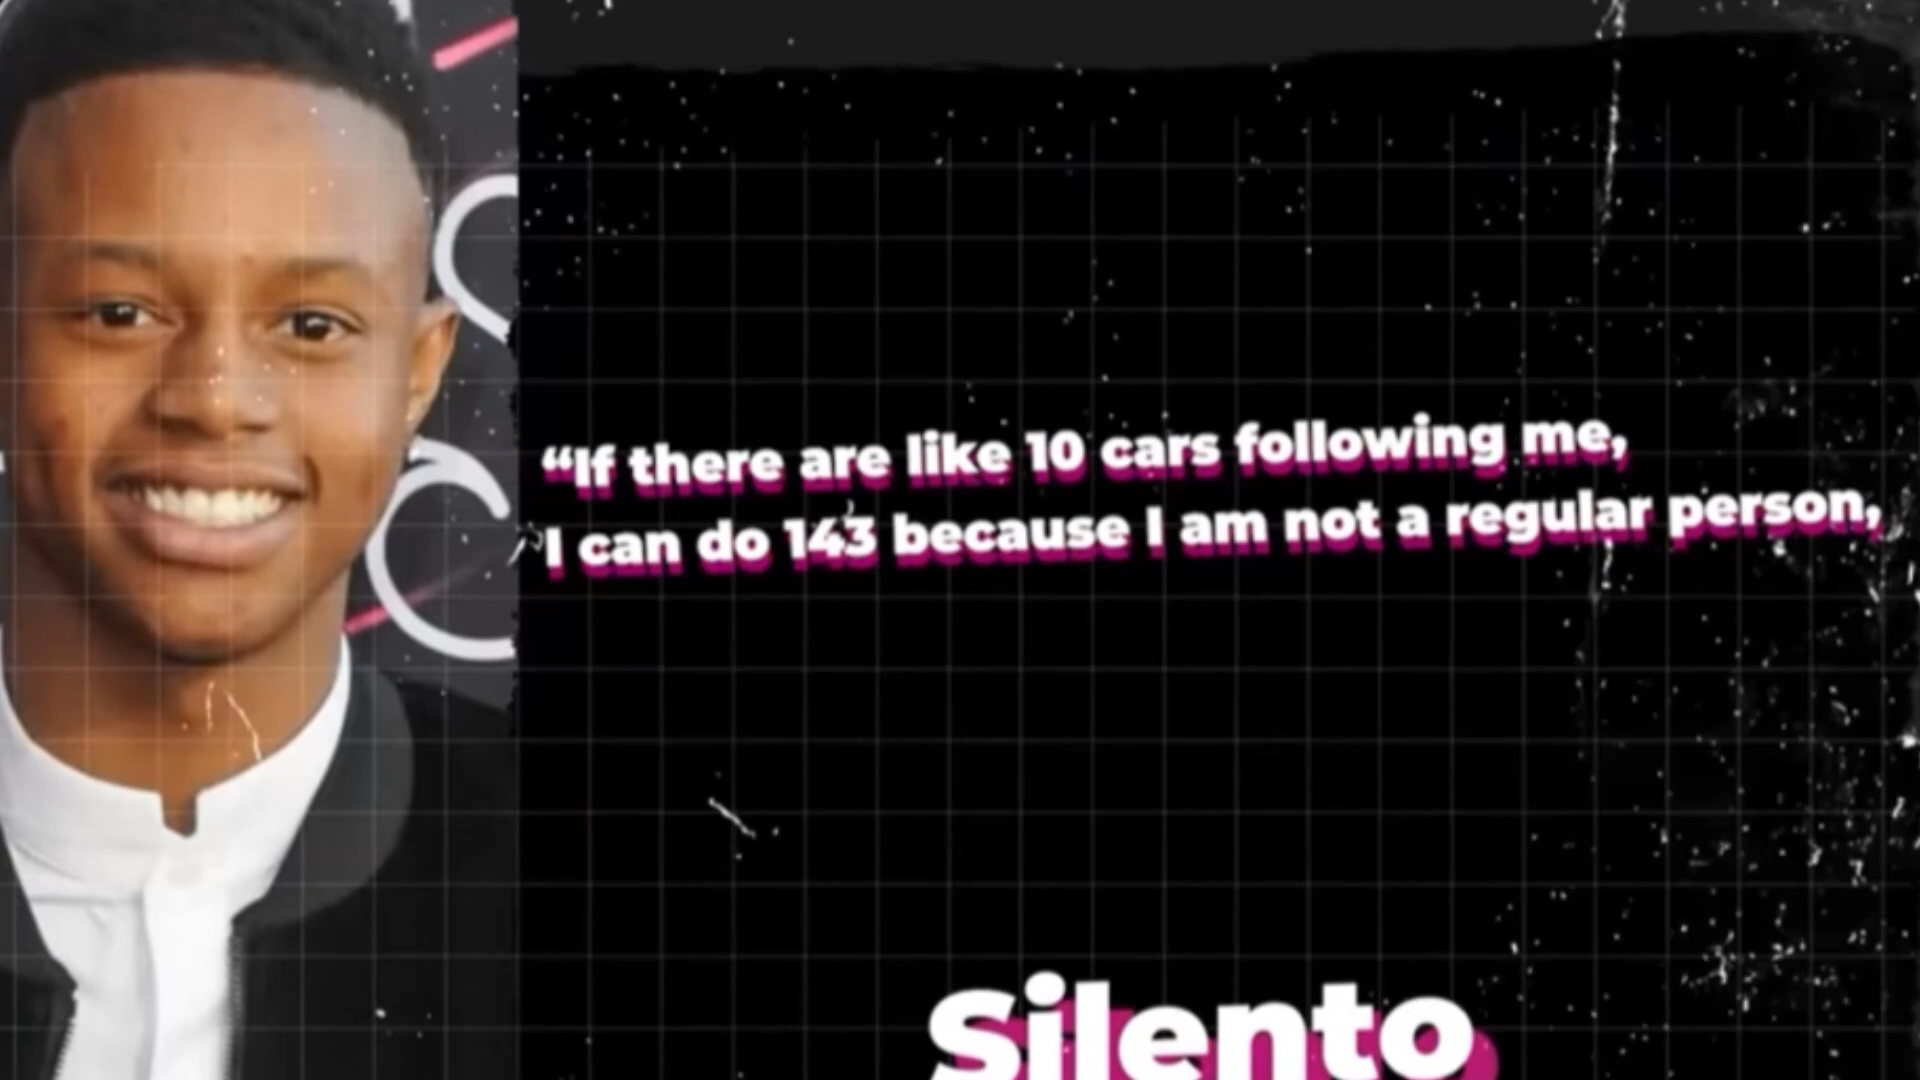 “If there are like 10 cars following me,
I can do 143 because I am not a regular person,
Silento